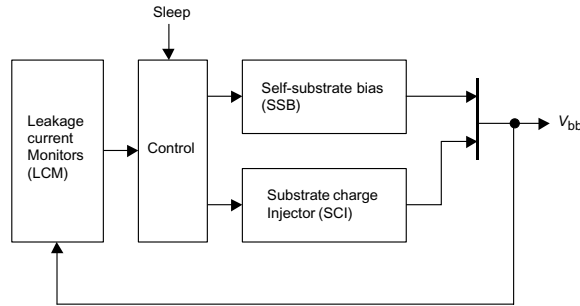 Sleep
Leakage
current
Monitors
(LCM)
Control
Self-substrate bias
(SSB)
Substrate charge
Injector (SCI)
Vbb